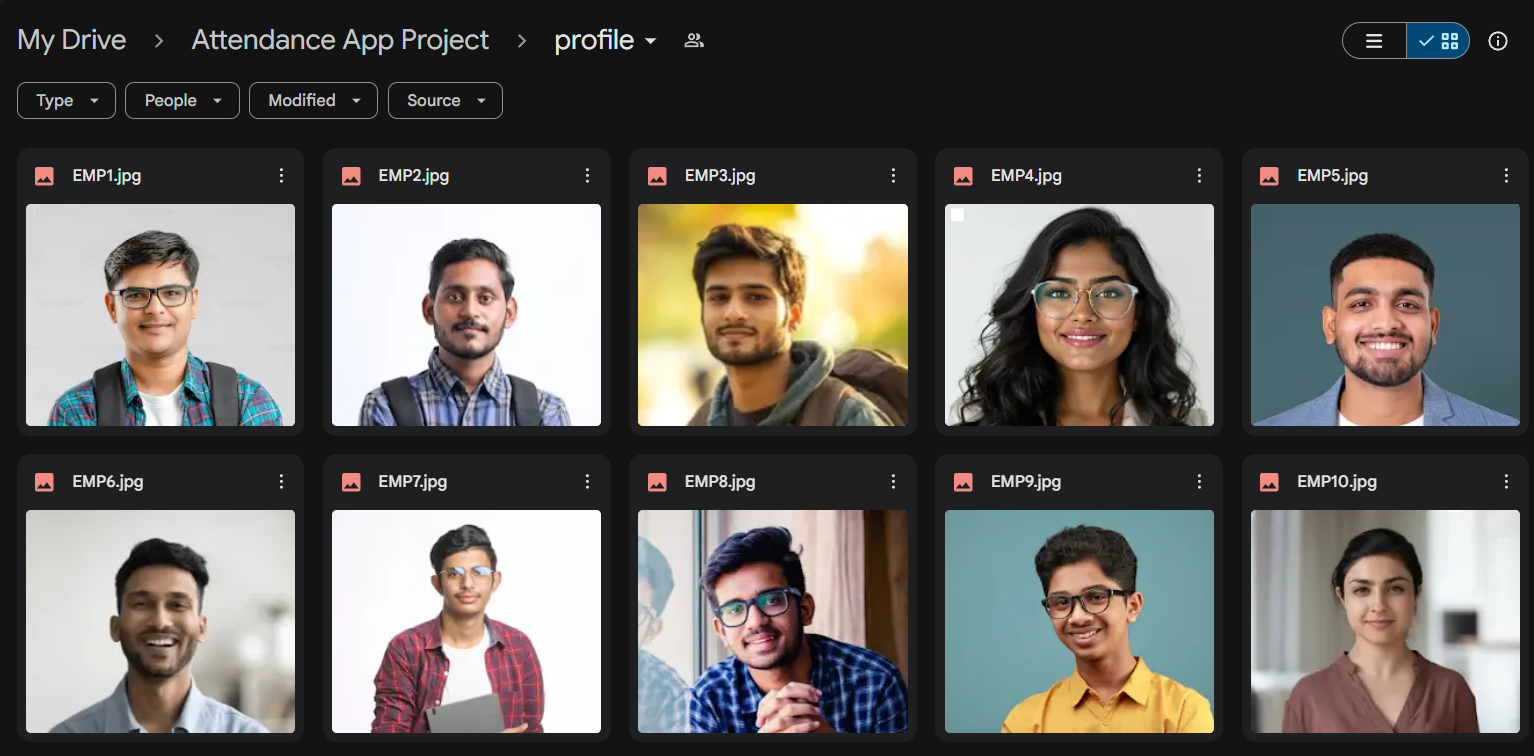 My Drive > Attendance App Project > profile
Type People Modified Source
EMP1.jpg EMP2.jpg EMP3.jpg EMP4.jpg EMP5.jpg
EMP6.jpg EMP7.jpg EMP8.jpg EMP9.jpg EMP10.jpg